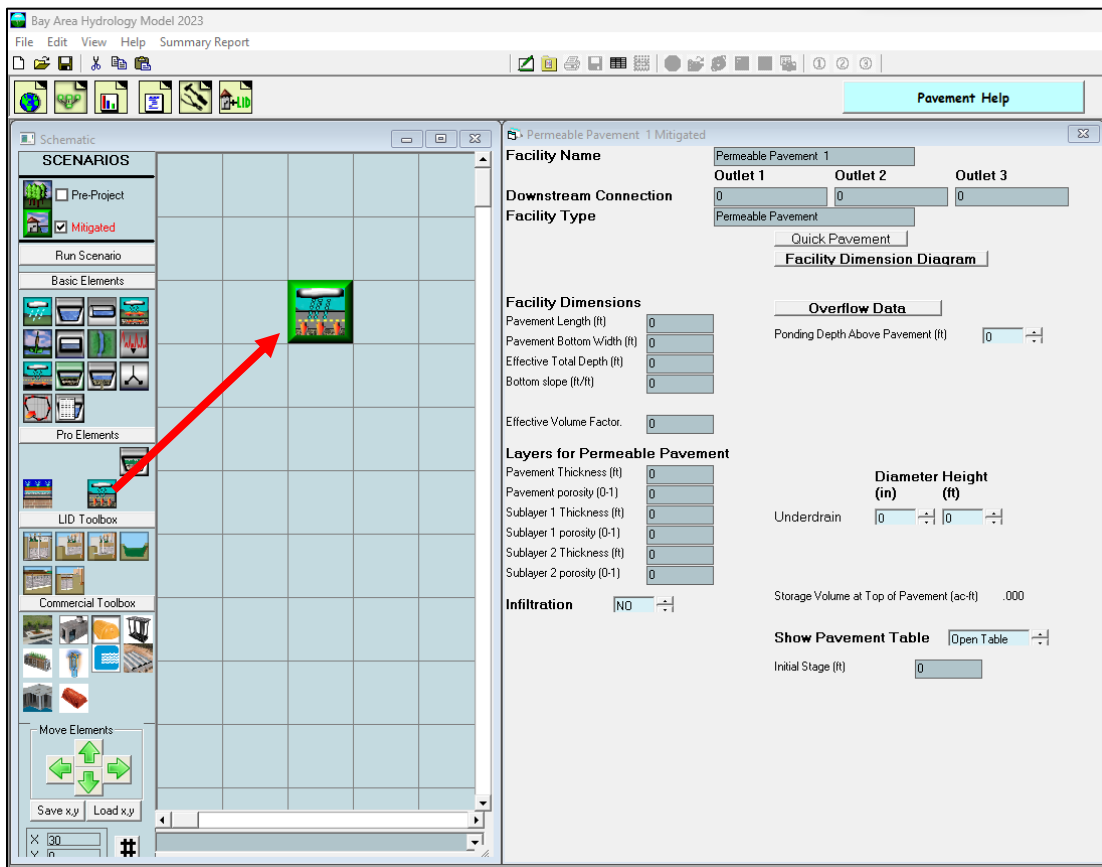 Bay Area Hydrology Model 2023
File Edit View Help Summary Report
Pavement Help
Schematic
SCENARIOS
Pre-Project
Mitigated
Run Scenario
Basic Elements
Pro Elements
LID Toolbox
Commercial Toolbox
Move Elements
Save x,y Load x,y
X 30
Y 0
#
Permeable Pavement 1 Mitigated
Facility Name Permeable Pavement 1
Outlet 1 Outlet 2 Outlet 3
Downstream Connection 0 0 0
Facility Type Permeable Pavement
Quick Pavement
Facility Dimension Diagram
Facility Dimensions
Overflow Data
Pavement Length (ft) 0
Ponding Depth Above Pavement (ft) 0
Pavement Bottom Width (ft) 0
Effective Total Depth (ft) 0
Bottom slope (ft/ft) 0
Effective Volume Factor. 0
Layers for Permeable Pavement
Pavement Thickness (ft) 0
Diameter Height
Pavement porosity (0-1) 0
(in) (ft)
Sublayer 1 Thickness (ft) 0
Underdrain 0 0
Sublayer 1 porosity (0-1) 0
Sublayer 2 Thickness (ft) 0
Sublayer 2 porosity (0-1) 0
Infiltration NO
Storage Volume at Top of Pavement (ac-ft) .000
Show Pavement Table Open Table
Initial Stage (ft) 0